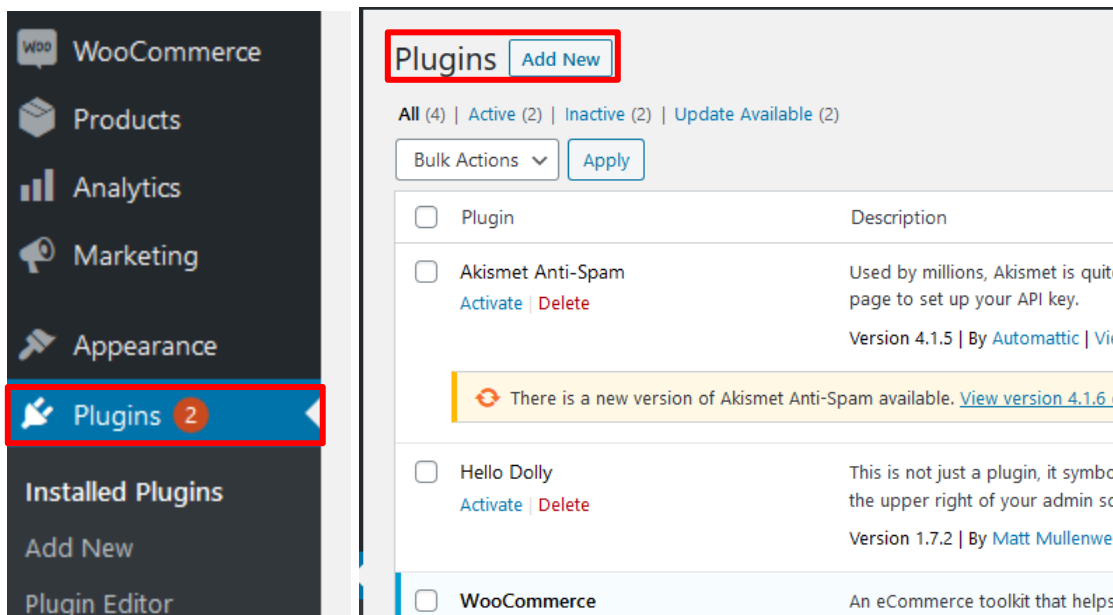 WOO WooCommerce
Products
Analytics
Marketing
Appearance
Plugins 2
Installed Plugins
Add New
Plugin Editor
Plugins Add New
All (4) | Active (2) | Inactive (2) | Update Available (2)
Bulk Actions Apply
Plugin Description
Akismet Anti-Spam Used by millions, Akismet is quit
Activate | Delete page to set up your API key.
Version 4.1.5 | By Automattic | Vi
There is a new version of Akismet Anti-Spam available. View version 4.1.6
Hello Dolly This is not just a plugin, it symbo
Activate | Delete the upper right of your admin sc
Version 1.7.2 | By Matt Mullenwe
WooCommerce An eCommerce toolkit that helps